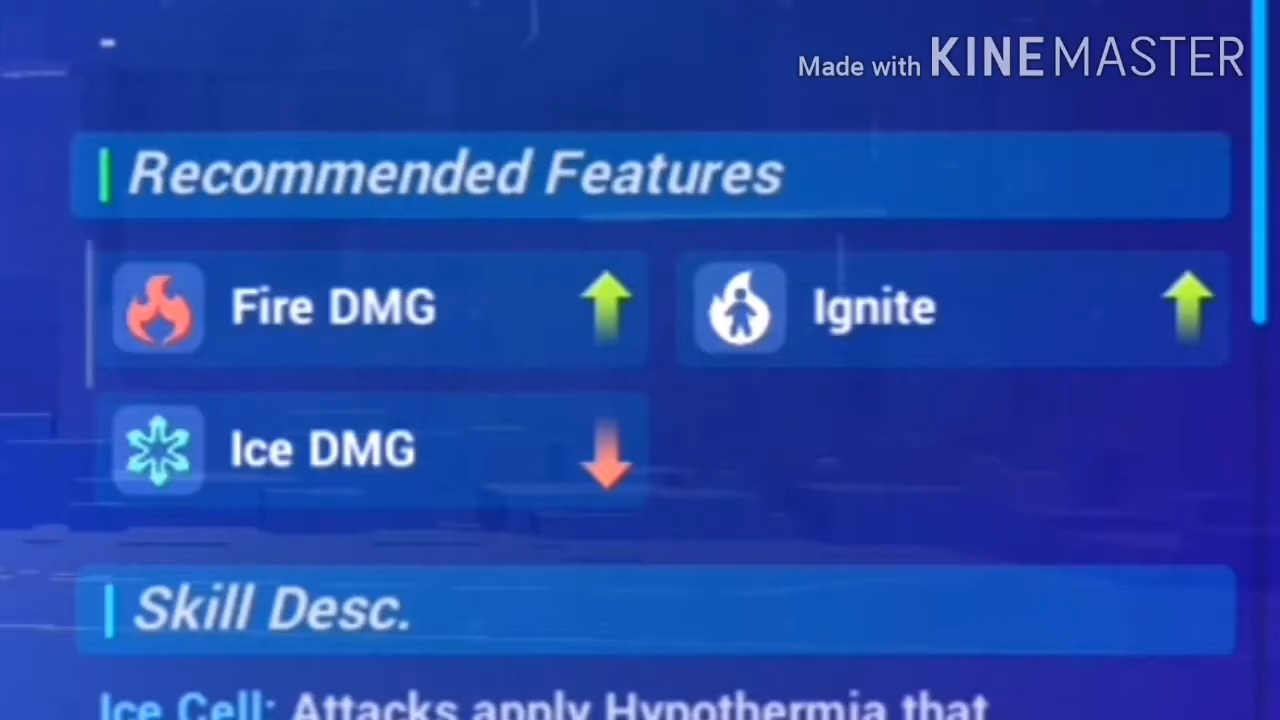 Made with KINEMASTER
Recommended Features
Fire DMG
Ignite
Ice DMG
Skill Desc.
Ice Cell: Attacks apply Hypothermia that